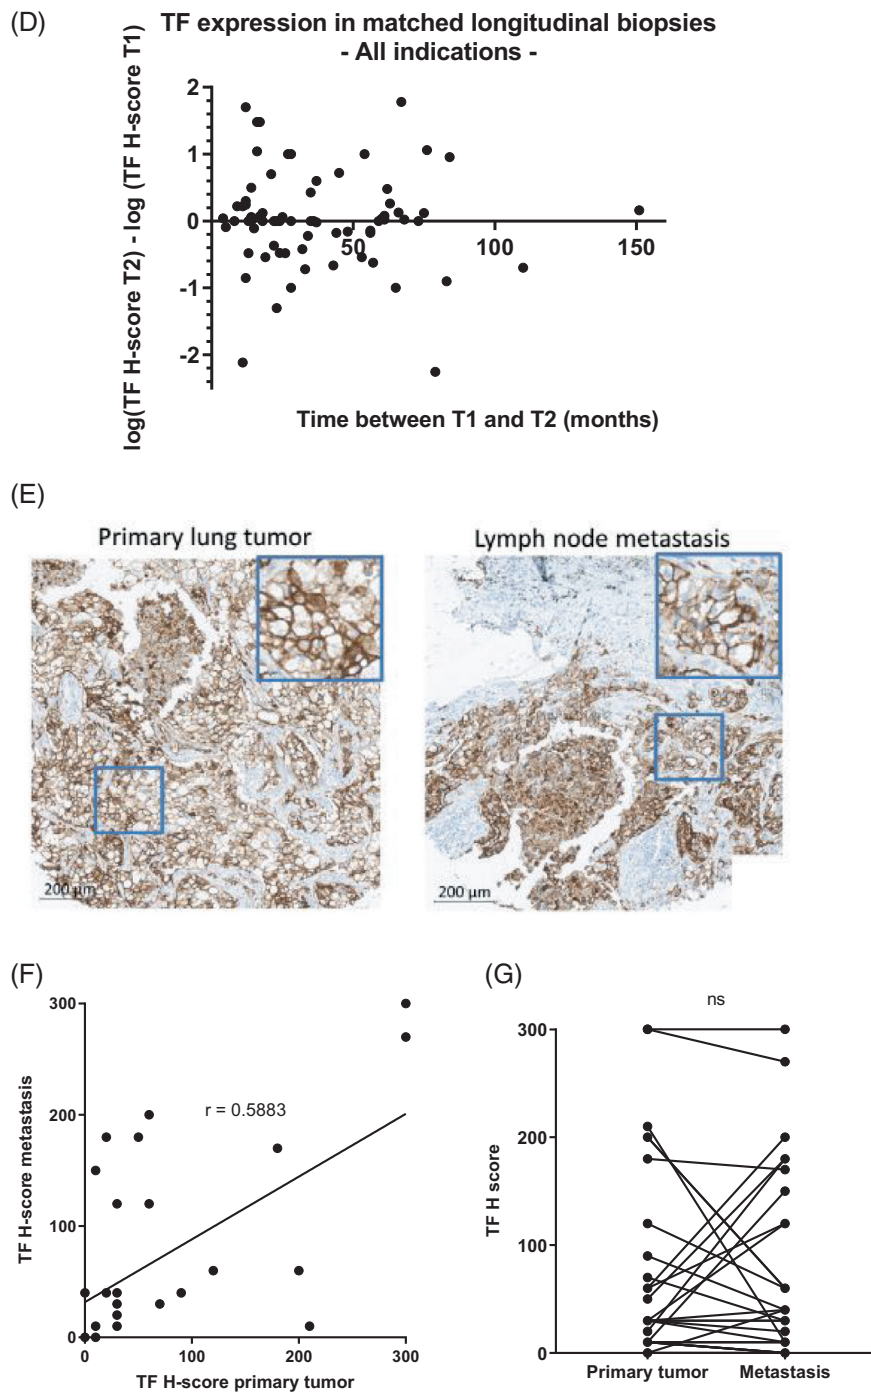 (D)
TF expression in matched longitudinal biopsies
- All indications -
log(TF H-score T2) - log (TF H-score T1)
2
1
0
-1
-2
50
100
150
Time between T1 and T2 (months)
(E)
Primary lung tumor
Lymph node metastasis
200 µm
200 µm
(F)
TF H-score metastasis
300
200
100
0
r = 0.5883
0
100
200
300
TF H-score primary tumor
(G)
ns
TF H score
300
200
100
0
Primary tumor
Metastasis